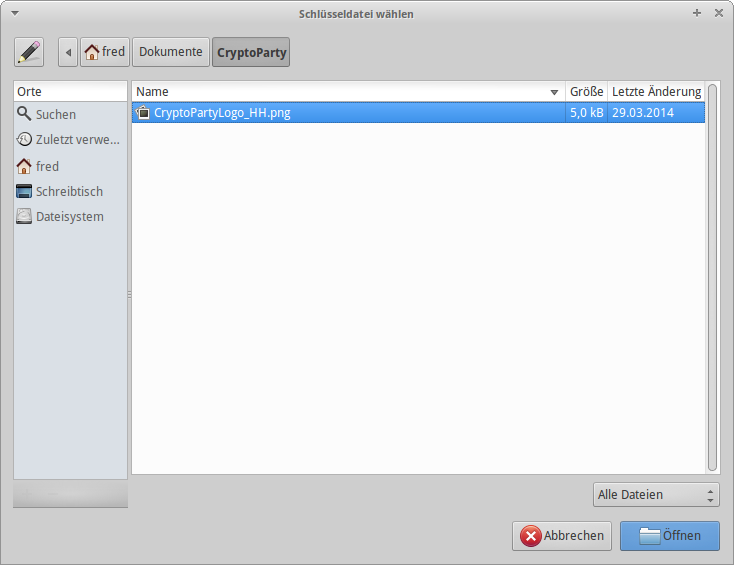 Schlüsseldatei wählen
fred Dokumente CryptoParty
Orte
Suchen
Zuletzt verwe...
fred
Schreibtisch
Dateisystem
Name Größe Letzte Änderung
CryptoPartyLogo_HH.png 5,0 kB 29.03.2014
Alle Dateien
Abbrechen Öffnen